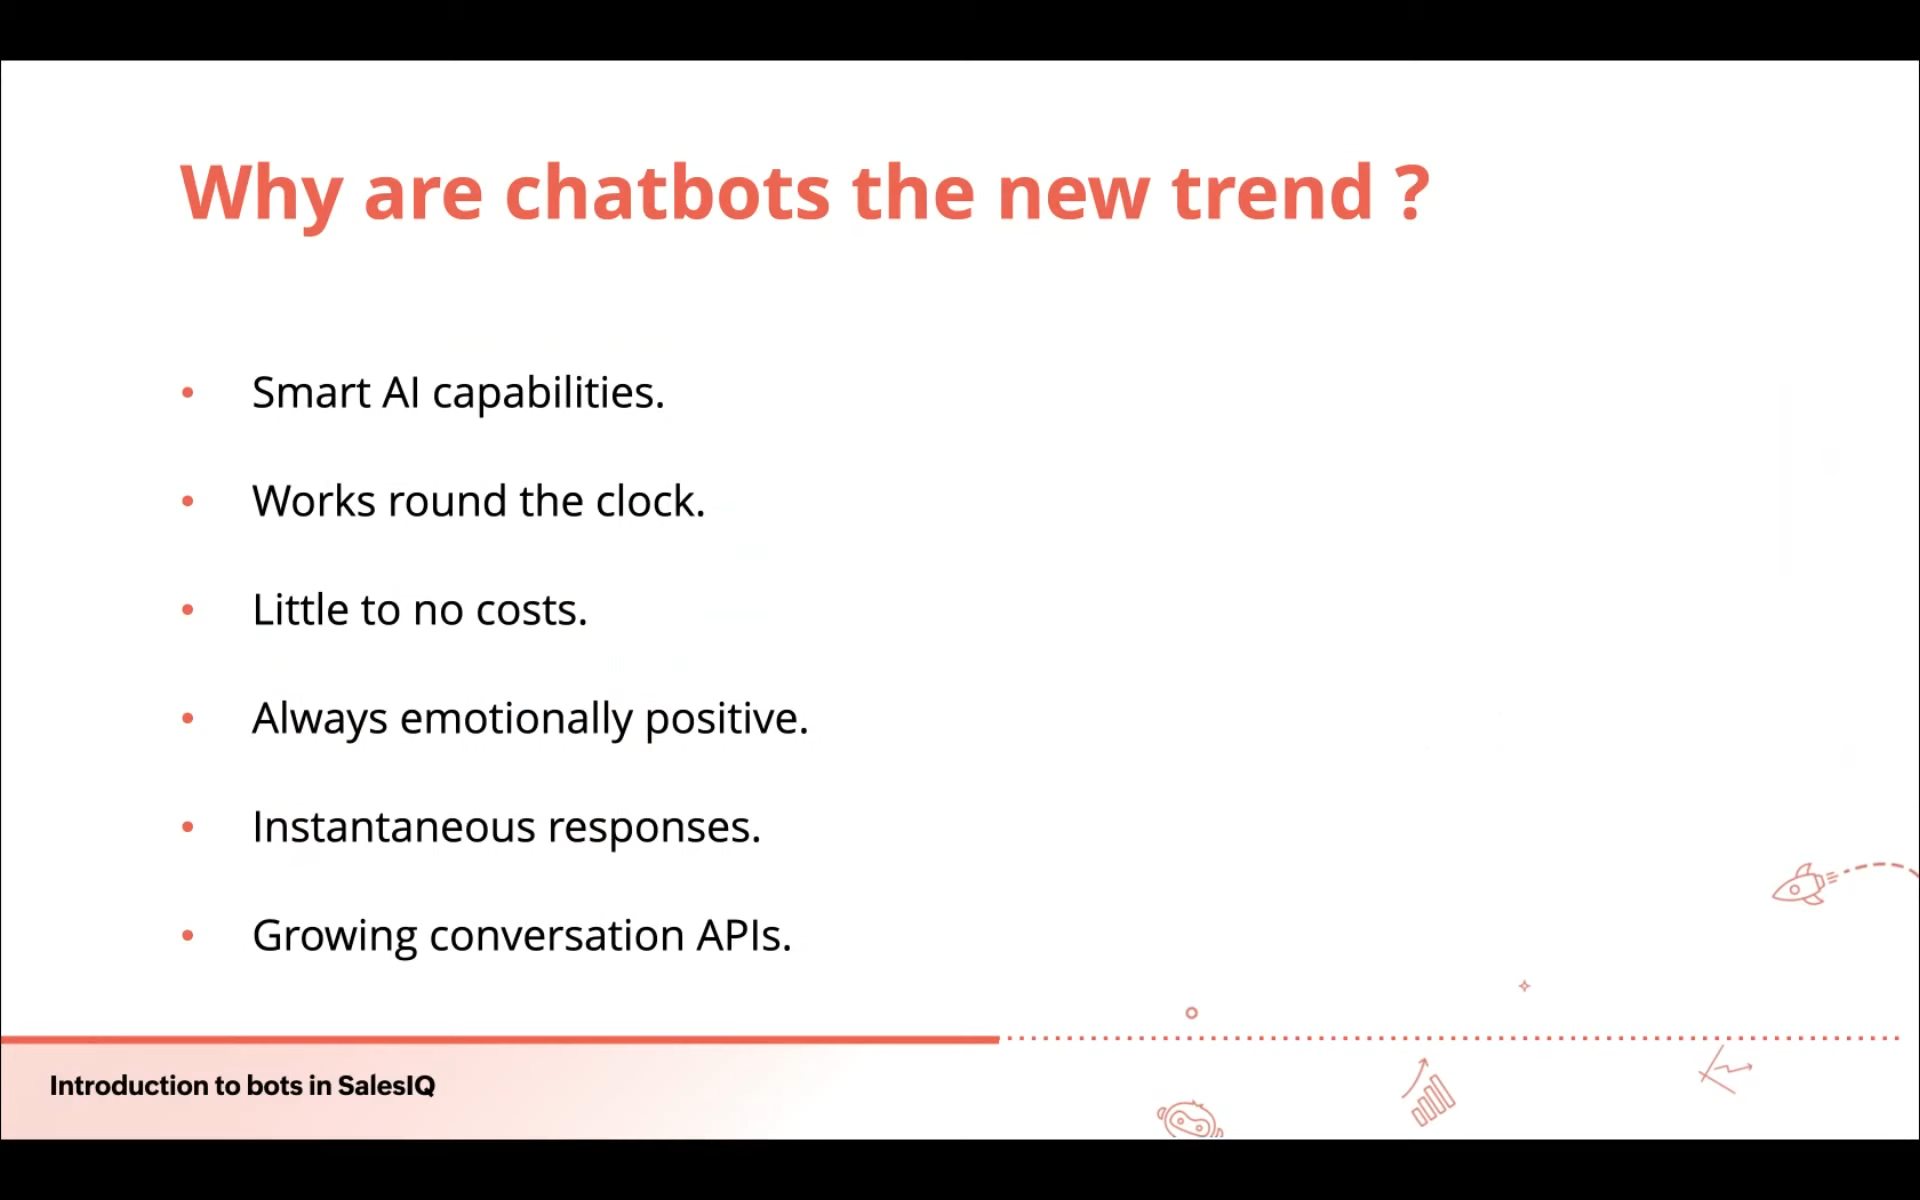 Why are chatbots the new trend ?
• Smart AI capabilities.
• Works round the clock.
• Little to no costs.
• Always emotionally positive.
• Instantaneous responses.
• Growing conversation APIs.
Introduction to bots in SalesIQ